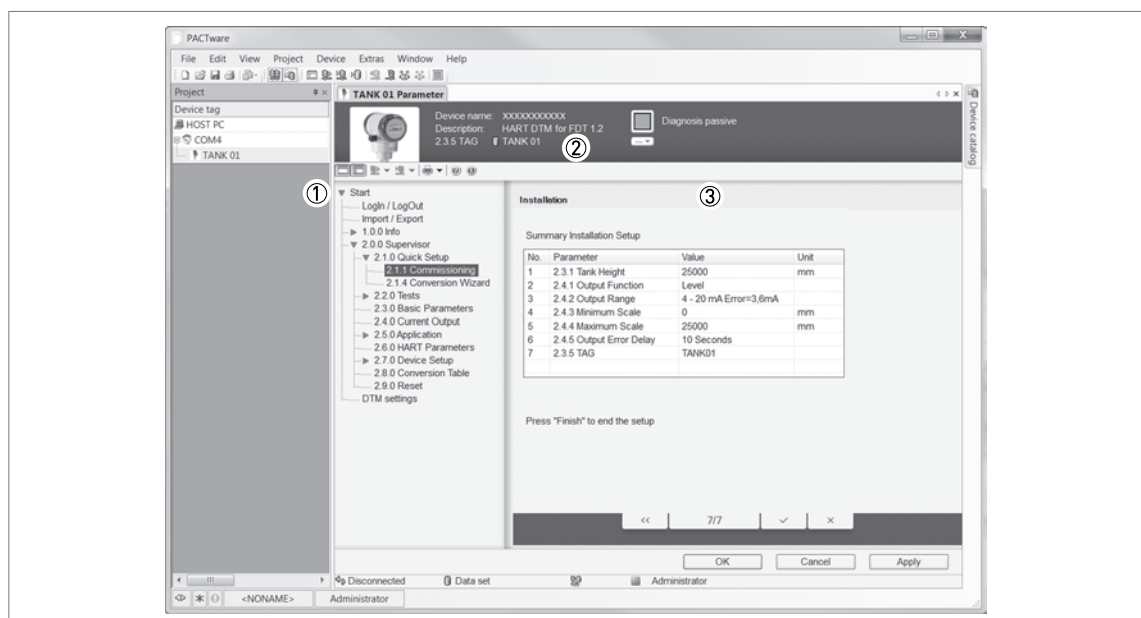 PACTware
File Edit View Project Device Extras Window Help
Project
TANK 01 Parameter
Device tag
HOST PC
COM4
TANK 01
Device catalog
Device name: XXXXXXXXXXX
Description: HART DTM for FDT 1.2
2.3.5 TAG TANK 01
②
Diagnosis passive
①
Start
LogIn / LogOut
Import / Export
1.0.0 Info
2.0.0 Supervisor
2.1.0 Quick Setup
2.1.1 Commissioning
2.1.4 Conversion Wizard
2.2.0 Tests
2.3.0 Basic Parameters
2.4.0 Current Output
2.5.0 Application
2.6.0 HART Parameters
2.7.0 Device Setup
2.8.0 Conversion Table
2.9.0 Reset
DTM settings
Installation
③
Summary Installation Setup
No. Parameter Value Unit
1 2.3.1 Tank Height 25000 mm
2 2.4.1 Output Function Level
3 2.4.2 Output Range 4 - 20 mA Error=3,6mA
4 2.4.3 Minimum Scale 0 mm
5 2.4.4 Maximum Scale 25000 mm
6 2.4.5 Output Error Delay 10 Seconds
7 2.3.5 TAG TANK01
Press "Finish" to end the setup
<< 7/7
OK Cancel Apply
Disconnected Data set Administrator
<NONAME> Administrator